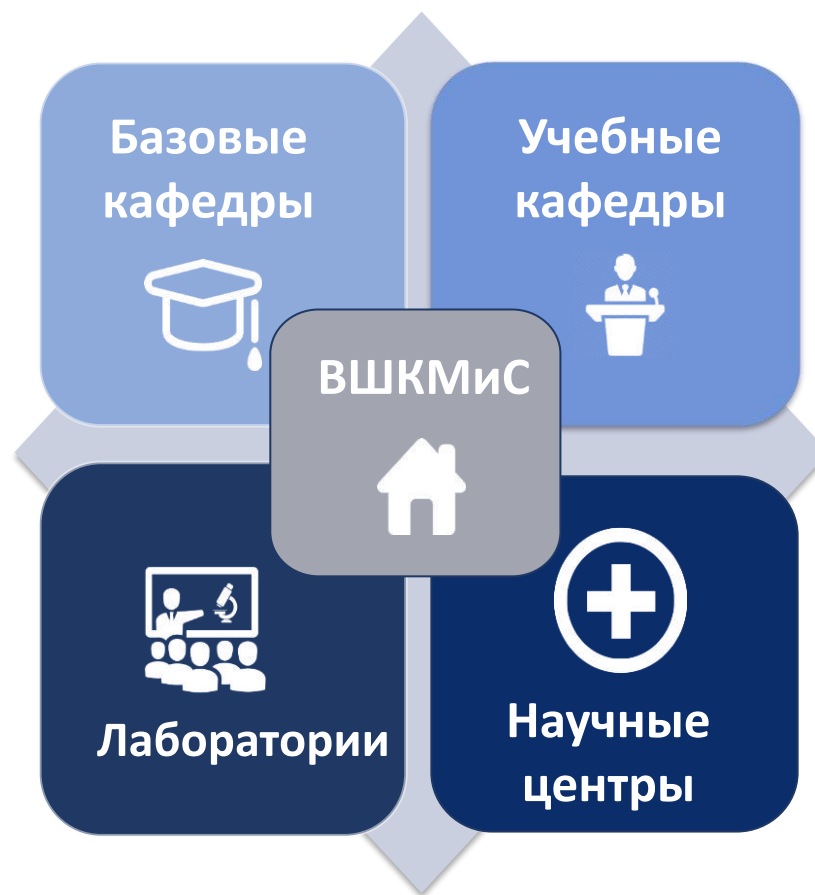 Базовые
кафедры
Учебные
кафедры
ВШКМиС
Лаборатории
Научные
центры